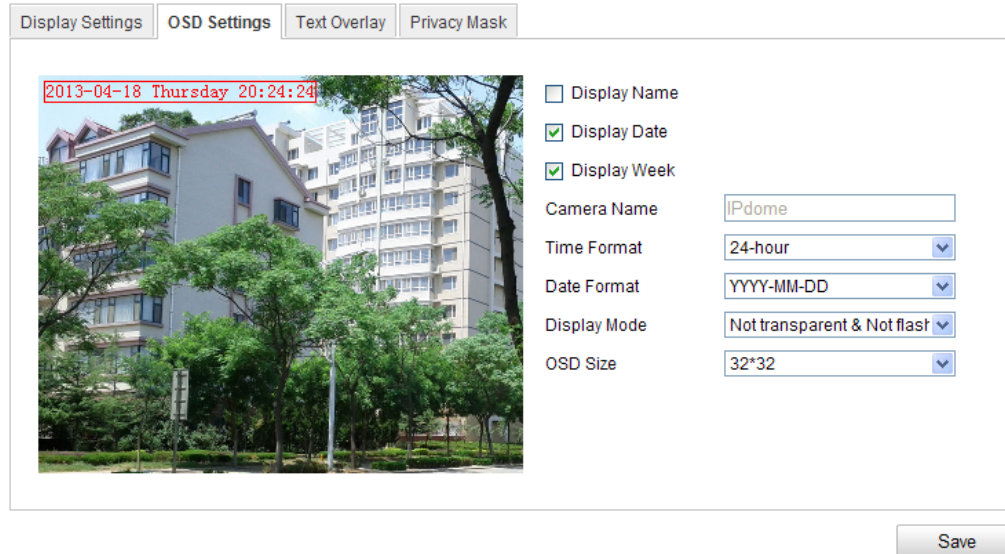 Display Settings
OSD Settings
Text Overlay
Privacy Mask
2013-04-18 Thursday 20:24:24
Display Name
Display Date
Display Week
Camera Name IPdome
Time Format 24-hour
Date Format YYYY-MM-DD
Display Mode Not transparent & Not flash
OSD Size 32*32
Save